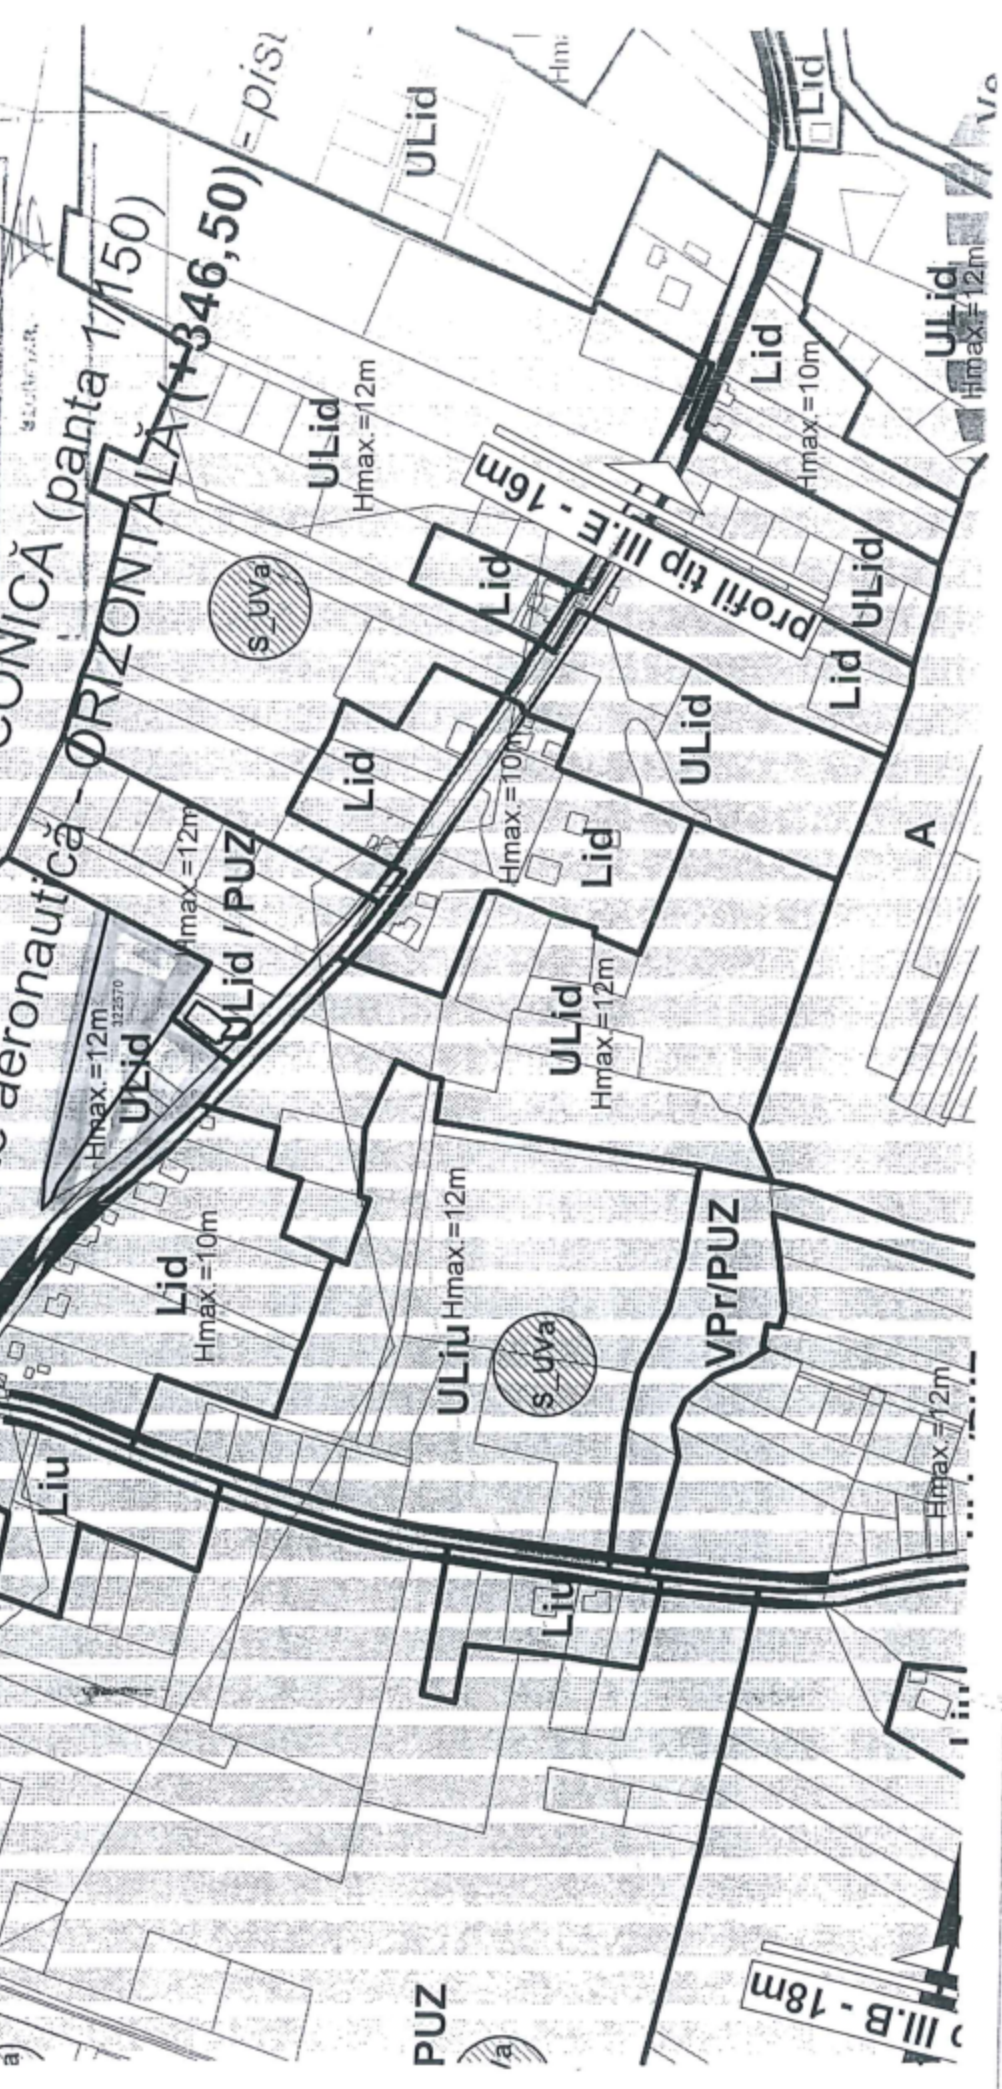 ULid
Lid
(panta 1/150)
ORIZONTALĂ (+346,50) - pist
CONICĂ
aeronautică -
ULid
Hmax.=12m
Lid
Hmax.=10m
ULid
Hmax.=12m
profil tip III.E - 16m
S_UVa
Lid
ULid
Lid
Lid
ULid
Hmax.=10m
Lid
A
Hmax.=12m
ULid / PUZ
Hmax.=12m
322570
ULid
ULid
Hmax.=12m
Lid
Hmax.=10m
ULiu Hmax.=12m
S_UVa
VPr/PUZ
Hmax.=12m
Liu
Liu
PUZ
III.B - 18m